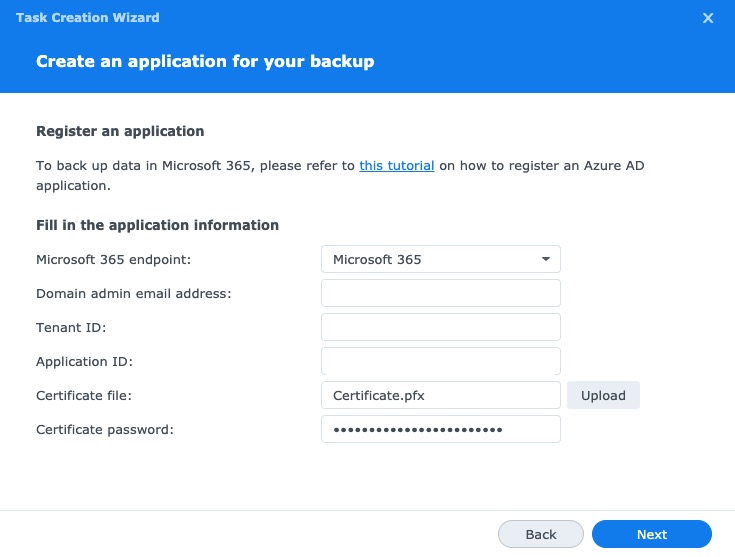 Task Creation Wizard X
Create an application for your backup
Register an application
To back up data in Microsoft 365, please refer to this tutorial on how to register an Azure AD
application.
Fill in the application information
Microsoft 365 endpoint: Microsoft 365
Domain admin email address:
Tenant ID:
Application ID:
Certificate file: Certificate.pfx Upload
Certificate password: ••••••••••••••••••••••••
Back Next